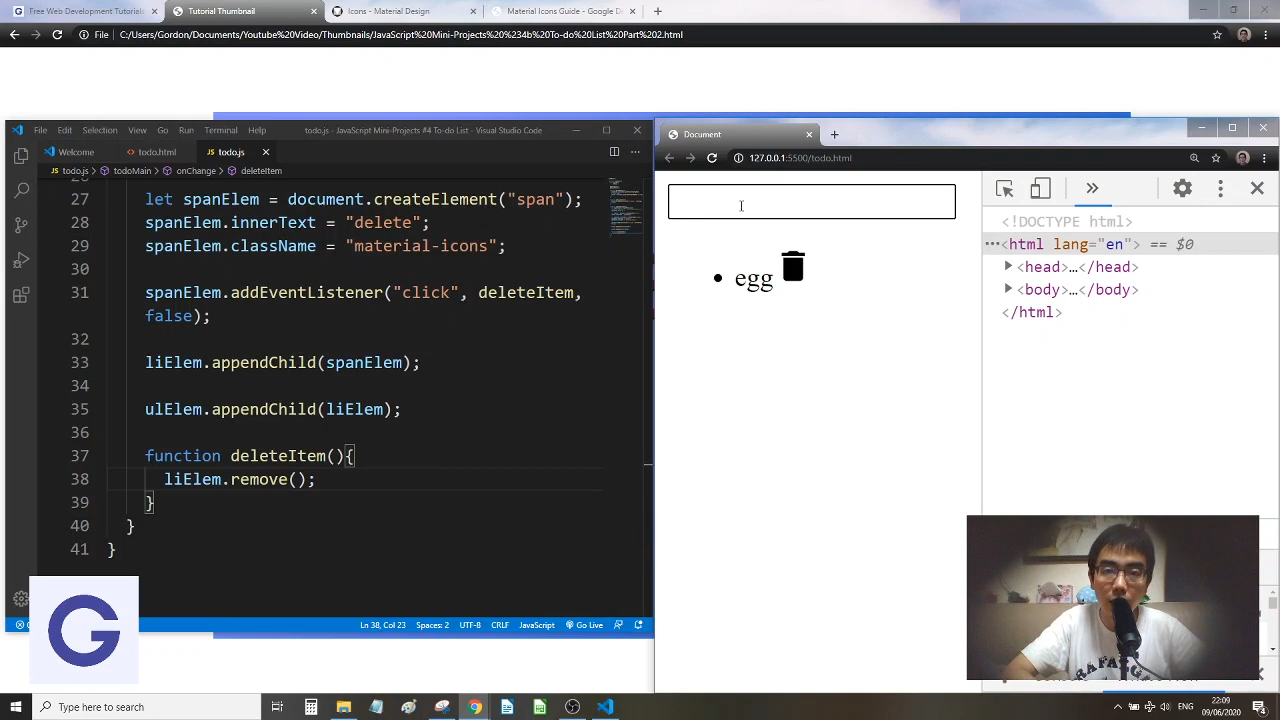 Free Web Development Tutorials
Tutorial Thumbnail
Icons - Material Design
Material Icons Guide - Google De
File
C:/Users/Gordon/Documents/Youtube%20Video/Thumbnails/JavaScript%20Mini-Projects%20%234b%20To-do%20List%20Part%202.html
File Edit Selection View Go Run Terminal Help
todo.js - JavaScript Mini-Projects #4 To-do List - Visual Studio Code
Welcome
todo.html
todo.js
todo.js > todoMain > onChange > deleteItem
27 let spanElem = document.createElement("span");
28 spanElem.innerText = "delete";
29 spanElem.className = "material-icons";
30
31 spanElem.addEventListener("click", deleteItem,
false);
32
33 liElem.appendChild(spanElem);
34
35 ulElem.appendChild(liElem);
36
37 function deleteItem(){
38 liElem.remove();
39 }
40 }
41 }
Ln 38, Col 23 Spaces: 2 UTF-8 CRLF JavaScript Go Live
G
Document
127.0.0.1:5500/todo.html
egg
<!DOCTYPE html>
<html lang="en"> == $0
<head>…</head>
<body>…</body>
</html>
Type here to search
ENG
22:09
09/06/2020